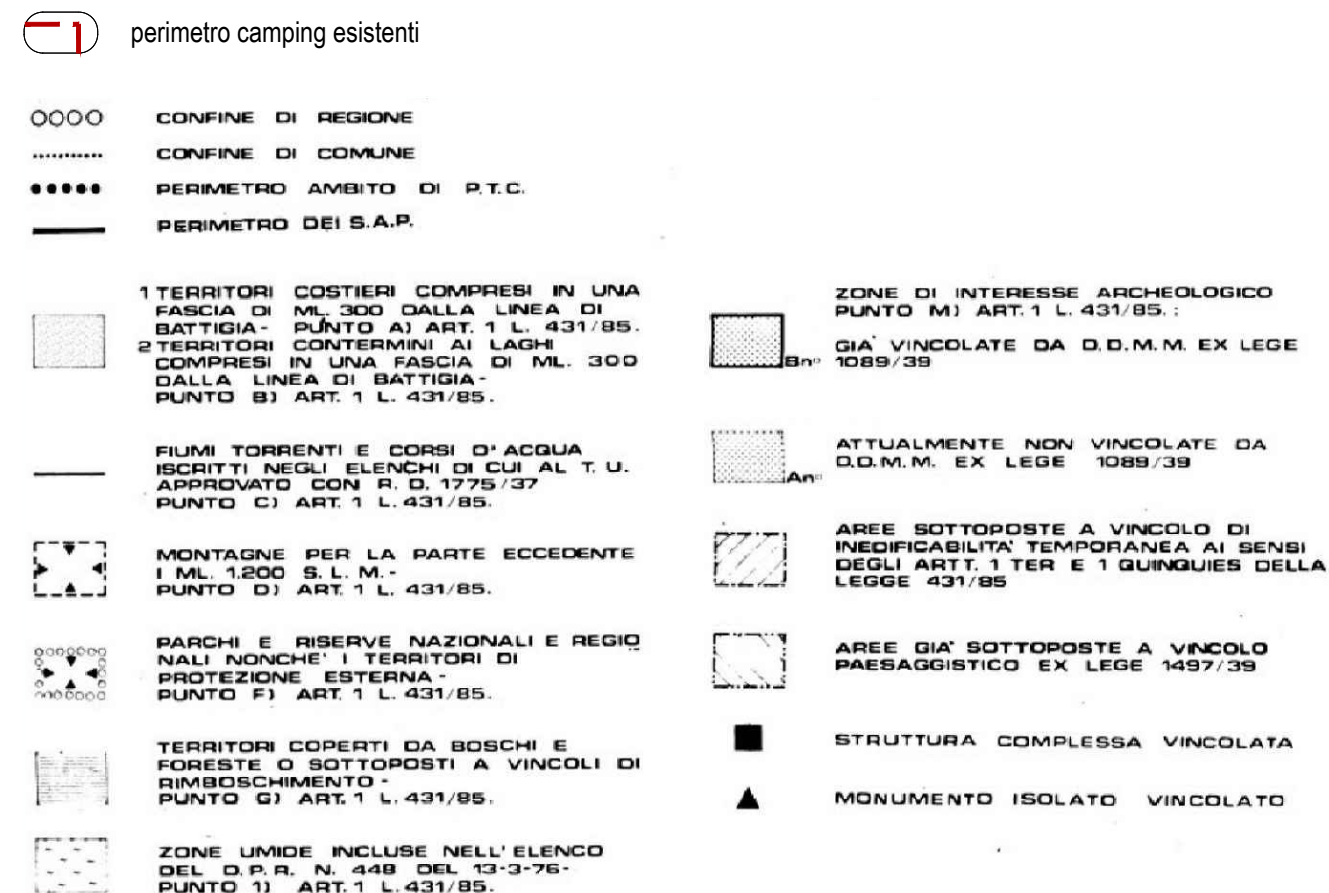 perimetro camping esistenti
CONFINE DI REGIONE
CONFINE DI COMUNE
PERIMETRO AMBITO DI P.T.C.
PERIMETRO DEI S.A.P.
1 TERRITORI COSTIERI COMPRESI IN UNA
FASCIA DI ML. 300 DALLA LINEA DI
BATTIGIA- PUNTO A) ART. 1 L. 431/85.
2 TERRITORI CONTERMINI AI LAGHI
COMPRESI IN UNA FASCIA DI ML. 300
DALLA LINEA DI BATTIGIA-
PUNTO B) ART. 1 L. 431/85.
FIUMI TORRENTI E CORSI D'ACQUA
ISCRITTI NEGLI ELENCHI DI CUI AL T. U.
APPROVATO CON R. D. 1775/37
PUNTO C) ART. 1 L. 431/85.
MONTAGNE PER LA PARTE ECCEDENTE
I ML. 1.200 S. L. M.-
PUNTO D) ART. 1 L. 431/85.
PARCHI E RISERVE NAZIONALI E REGIO
NALI NONCHE' I TERRITORI DI
PROTEZIONE ESTERNA-
PUNTO F) ART. 1 L. 431/85.
TERRITORI COPERTI DA BOSCHI E
FORESTE O SOTTOPOSTI A VINCOLI DI
RIMBOSCHIMENTO-
PUNTO G) ART. 1 L. 431/85.
ZONE UMIDE INCLUSE NELL'ELENCO
DEL D.P.R. N. 448 DEL 13-3-76-
PUNTO 1) ART. 1 L. 431/85.
ZONE DI INTERESSE ARCHEOLOGICO
PUNTO M) ART. 1 L. 431/85. :
GIA' VINCOLATE DA D.D.M.M. EX LEGE
Bn° 1089/39
ATTUALMENTE NON VINCOLATE DA
D.D.M.M. EX LEGE 1089/39
An°
AREE SOTTOPOSTE A VINCOLO DI
INEDIFICABILITA' TEMPORANEA AI SENSI
DEGLI ARTT. 1 TER E 1 QUINQUIES DELLA
LEGGE 431/85
AREE GIA' SOTTOPOSTE A VINCOLO
PAESAGGISTICO EX LEGE 1497/39
STRUTTURA COMPLESSA VINCOLATA
MONUMENTO ISOLATO VINCOLATO